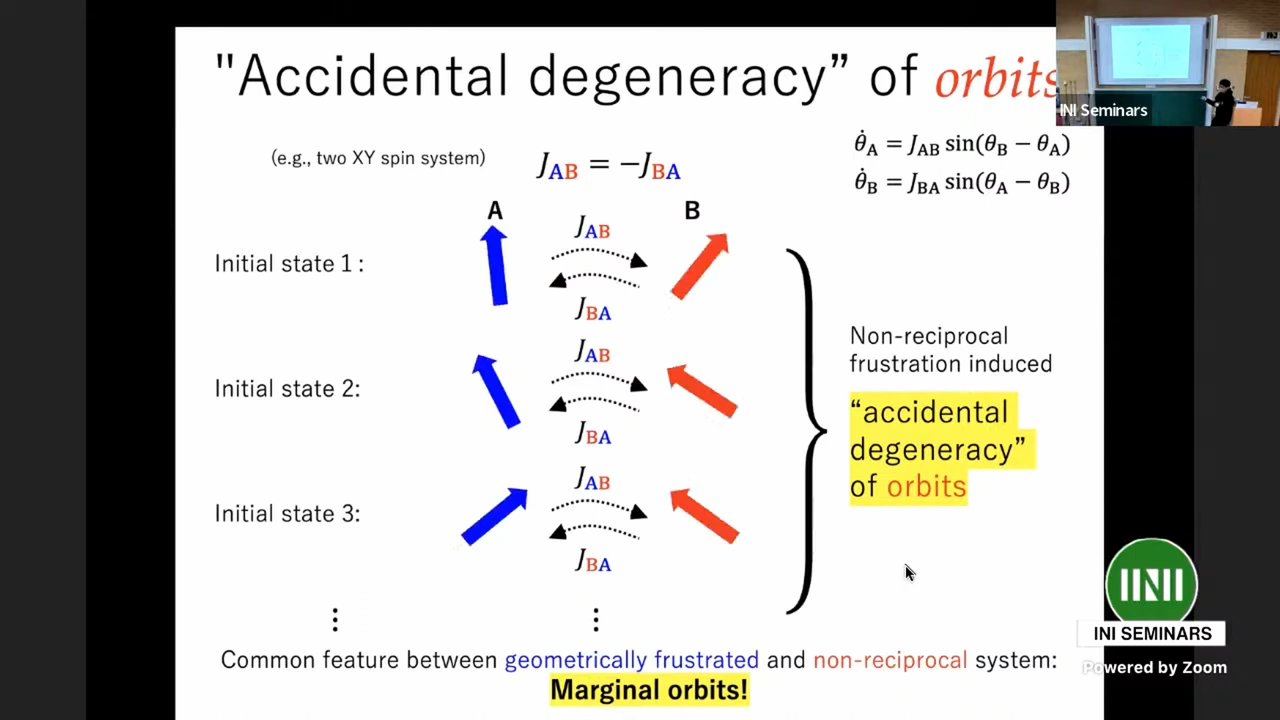 "Accidental degeneracy” of orbits
INI Seminars
(e.g., two XY spin system)
J_AB = −J_BA
θ̇_A = J_AB sin(θ_B − θ_A)
θ̇_B = J_BA sin(θ_A − θ_B)
A
B
Initial state 1 :
J_AB
J_BA
Initial state 2:
J_AB
J_BA
Initial state 3:
J_AB
J_BA
Non-reciprocal
frustration induced
“accidental
degeneracy”
of orbits
⋮
⋮
Common feature between geometrically frustrated and non-reciprocal system:
Marginal orbits!
INI
INI SEMINARS
Powered by Zoom